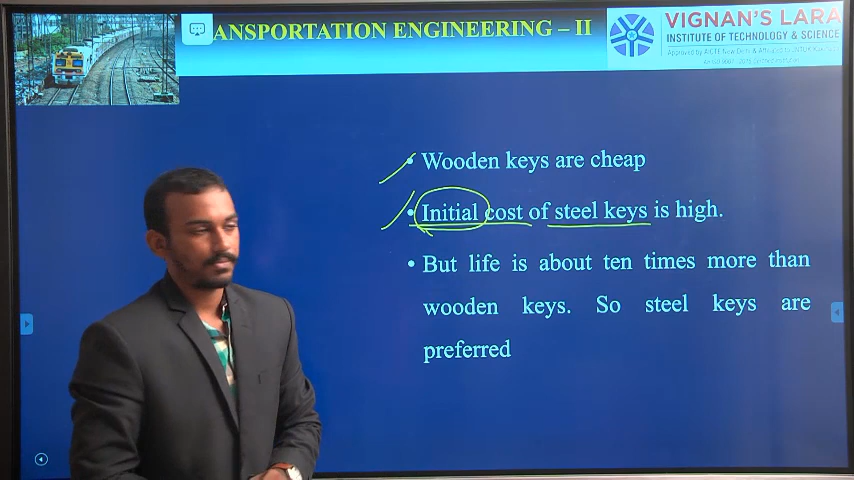 ANSPORTATION ENGINEERING – II
VIGNAN'S LARA
INSTITUTE OF TECHNOLOGY & SCIENCE
• Wooden keys are cheap
• Initial cost of steel keys is high.
• But life is about ten times more than
wooden keys. So steel keys are
preferred